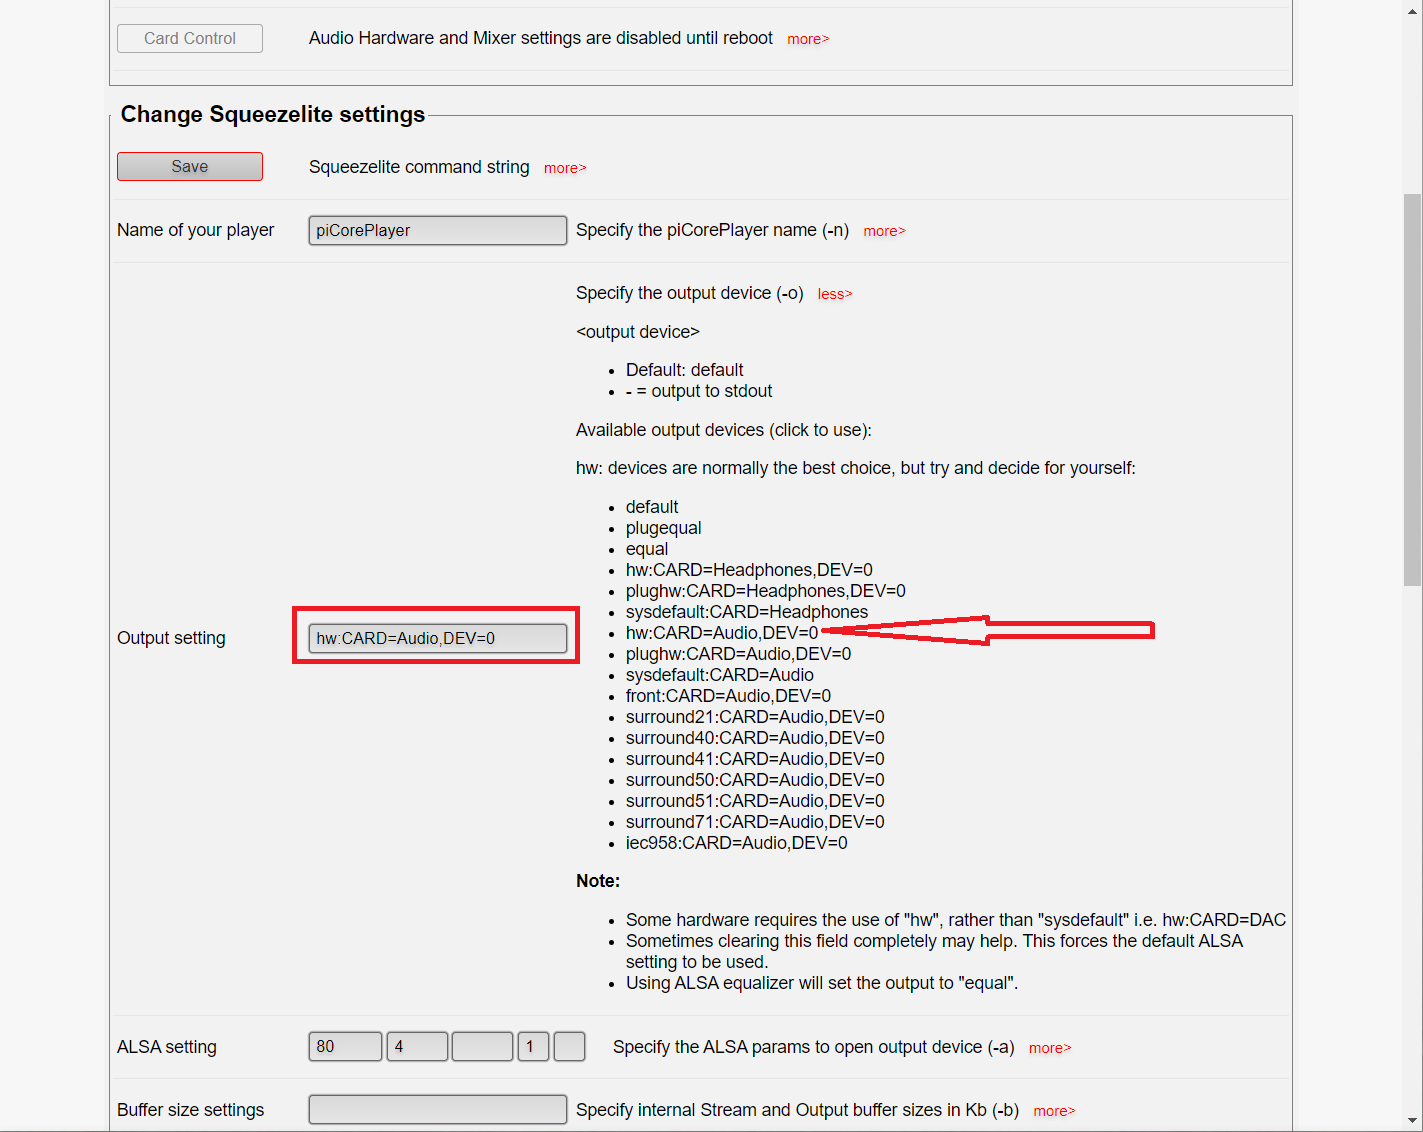 Card Control
Audio Hardware and Mixer settings are disabled until reboot more>
Change Squeezelite settings
Save
Squeezelite command string more>
Name of your player
piCorePlayer
Specify the piCorePlayer name (-n) more>
Specify the output device (-o) less>
<output device>
• Default: default
• - = output to stdout
Available output devices (click to use):
hw: devices are normally the best choice, but try and decide for yourself:
• default
• plugequal
• equal
• hw:CARD=Headphones,DEV=0
• plughw:CARD=Headphones,DEV=0
• sysdefault:CARD=Headphones
Output setting
hw:CARD=Audio,DEV=0
• hw:CARD=Audio,DEV=0
• plughw:CARD=Audio,DEV=0
• sysdefault:CARD=Audio
• front:CARD=Audio,DEV=0
• surround21:CARD=Audio,DEV=0
• surround40:CARD=Audio,DEV=0
• surround41:CARD=Audio,DEV=0
• surround50:CARD=Audio,DEV=0
• surround51:CARD=Audio,DEV=0
• surround71:CARD=Audio,DEV=0
• iec958:CARD=Audio,DEV=0
Note:
• Some hardware requires the use of "hw", rather than "sysdefault" i.e. hw:CARD=DAC
• Sometimes clearing this field completely may help. This forces the default ALSA
setting to be used.
• Using ALSA equalizer will set the output to "equal".
ALSA setting
80 4 1
Specify the ALSA params to open output device (-a) more>
Buffer size settings
Specify internal Stream and Output buffer sizes in Kb (-b) more>